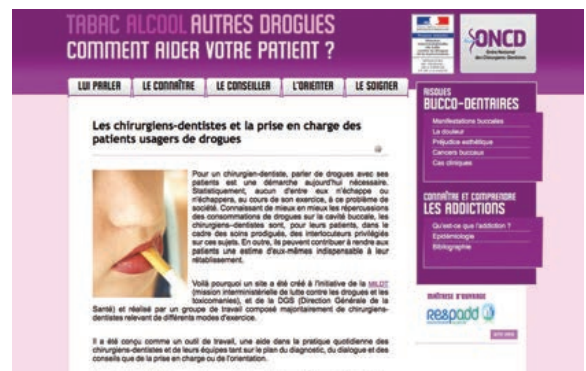 TABAC ALCOOL AUTRES DROGUES
COMMENT AIDER VOTRE PATIENT ?
ONCD
Ordre National
des Chirurgiens-Dentistes
LUI PARLER
LE CONNAÎTRE
LE CONSEILLER
L'ORIENTER
LE SOIGNER
Les chirurgiens-dentistes et la prise en charge des
patients usagers de drogues
Pour un chirurgien-dentiste, parler de drogues avec ses
patients est une démarche aujourd'hui nécessaire.
Statistiquement, aucun d'entre eux n'échappe ou
n'échappera, au cours de son exercice, à ce problème de
société. Connaissant de mieux en mieux les répercussions
des consommations de drogues sur la cavité buccale, les
chirurgiens-dentistes sont, pour leurs patients, dans le
cadre des soins prodigués, des interlocuteurs privilégiés
sur ces sujets. En outre, ils peuvent contribuer à rendre aux
patients une estime d'eux-mêmes indispensable à leur
rétablissement.
Voilà pourquoi un site a été créé à l'initiative de la MILDT
(mission interministérielle de lutte contre les drogues et les
toxicomanies), et de la DGS (Direction Générale de la
Santé) et réalisé par un groupe de travail composé majoritairement de chirurgiens-
dentistes relevant de différents modes d'exercice.
Il a été conçu comme un outil de travail, une aide dans la pratique quotidienne des
chirurgiens-dentistes et de leurs équipes tant sur le plan du diagnostic, du dialogue et des
conseils que de la prise en charge ou de l'orientation.
RISQUES
BUCCO-DENTAIRES
Manifestations buccales
La douleur
Préjudice esthétique
Cancers buccaux
Cas cliniques
CONNAÎTRE ET COMPRENDRE
LES ADDICTIONS
Qu'est-ce que l'addiction ?
Epidémiologie
Bibliographie
MAÎTRISE D'OUVRAGE
RESPADD